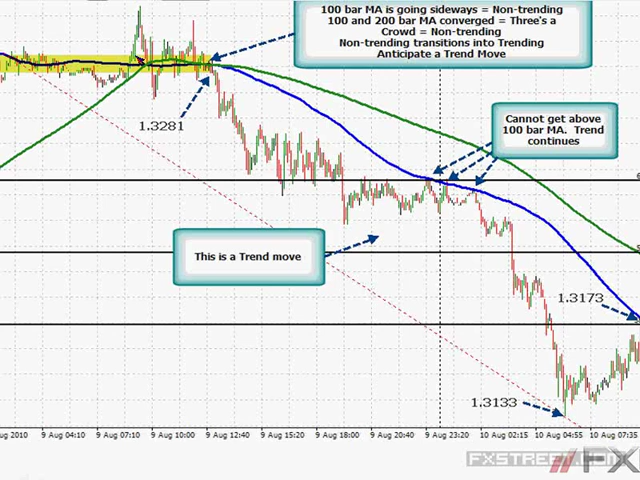 100 bar MA is going sideways = Non-trending
100 and 200 bar MA converged = Three's a
Crowd = Non-trending
Non-trending transitions into Trending
Anticipate a Trend Move
1.3281
Cannot get above
100 bar MA.  Trend
continues
This is a Trend move
1.3173
1.3133
2010
9 Aug 04:10
9 Aug 07:10
9 Aug 10:00
9 Aug 12:40
9 Aug 15:20
9 Aug 18:00
9 Aug 20:40
9 Aug 23:20
10 Aug 02:15
10 Aug 04:55
10 Aug 07:35
FXSTREET.COM
FX